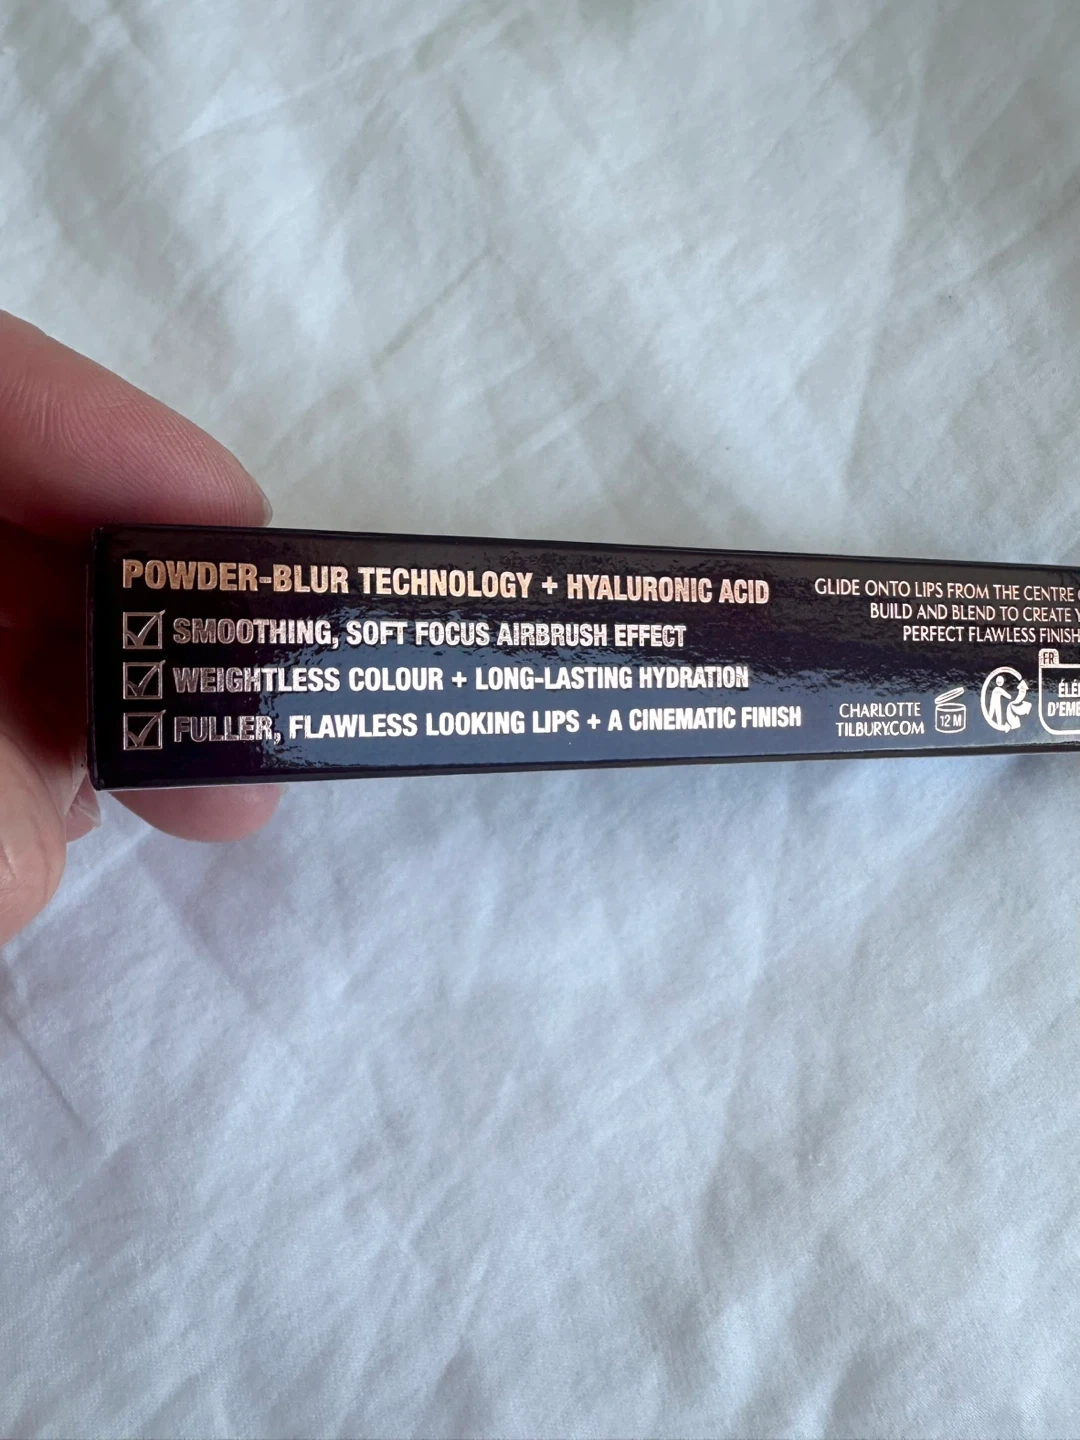 POWDER-BLUR TECHNOLOGY + HYALURONIC ACID
SMOOTHING, SOFT FOCUS AIRBRUSH EFFECT
WEIGHTLESS COLOUR + LONG-LASTING HYDRATION
FULLER, FLAWLESS LOOKING LIPS + A CINEMATIC FINISH
GLIDE ONTO LIPS FROM THE CENTRE
BUILD AND BLEND TO CREATE
PERFECT FLAWLESS FINISH
CHARLOTTE
TILBURY.COM
12 M
FR